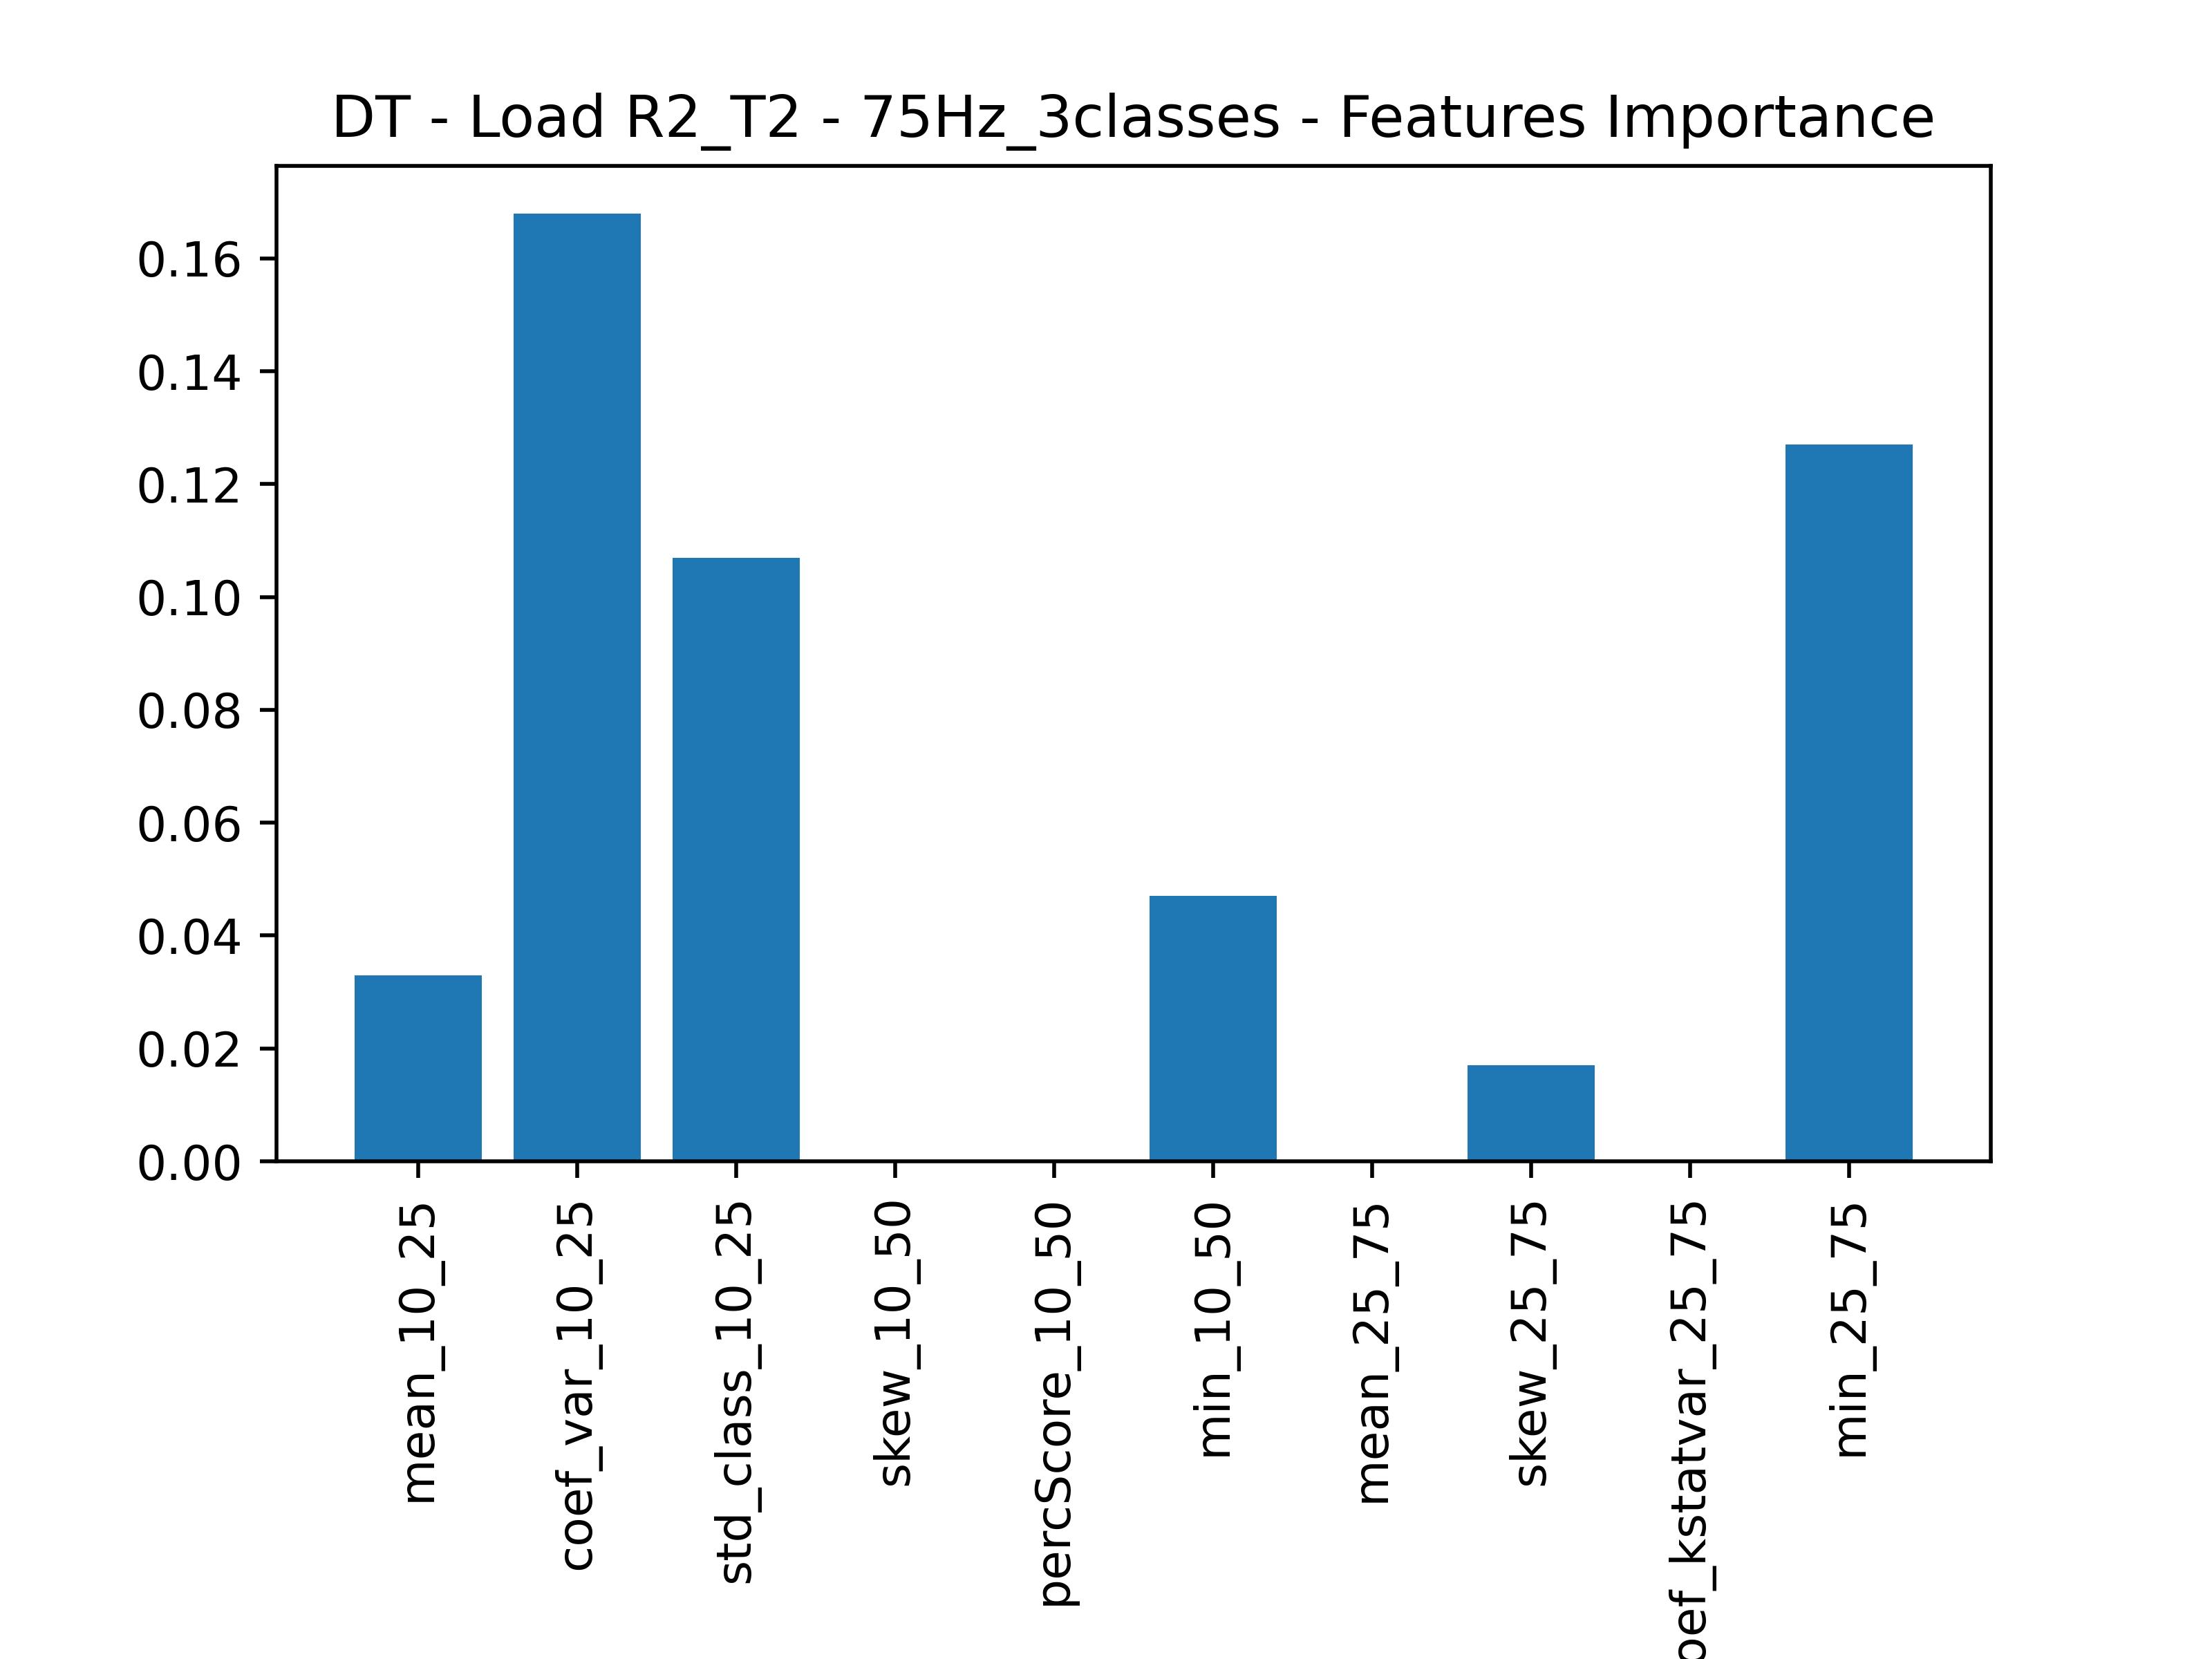 DT - Load R2_T2 - 75Hz_3classes - Features Importance
0.16
0.14
0.12
0.10
0.08
0.06
0.04
0.02
0.00
mean_10_25
coef_var_10_25
std_class_10_25
skew_10_50
percScore_10_50
min_10_50
mean_25_75
skew_25_75
oef_kstatvar_25_75
min_25_75